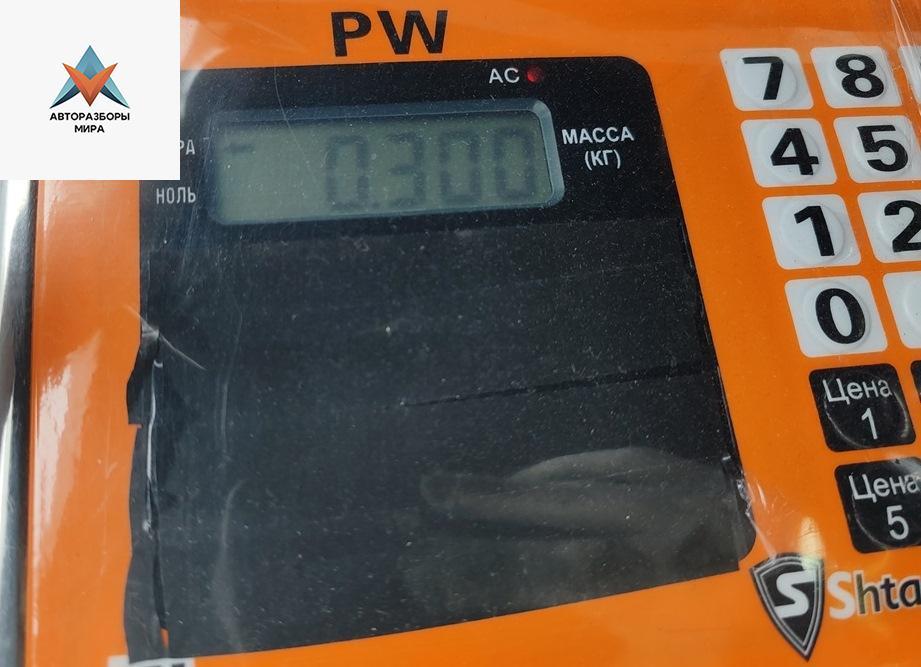 АВТОРАЗБОРЫ
МИРА
PW
AC
0.300
МАССА
(КГ)
НОЛЬ
7 8
4 5
1 2
0
Цена
1
Цена
5
S